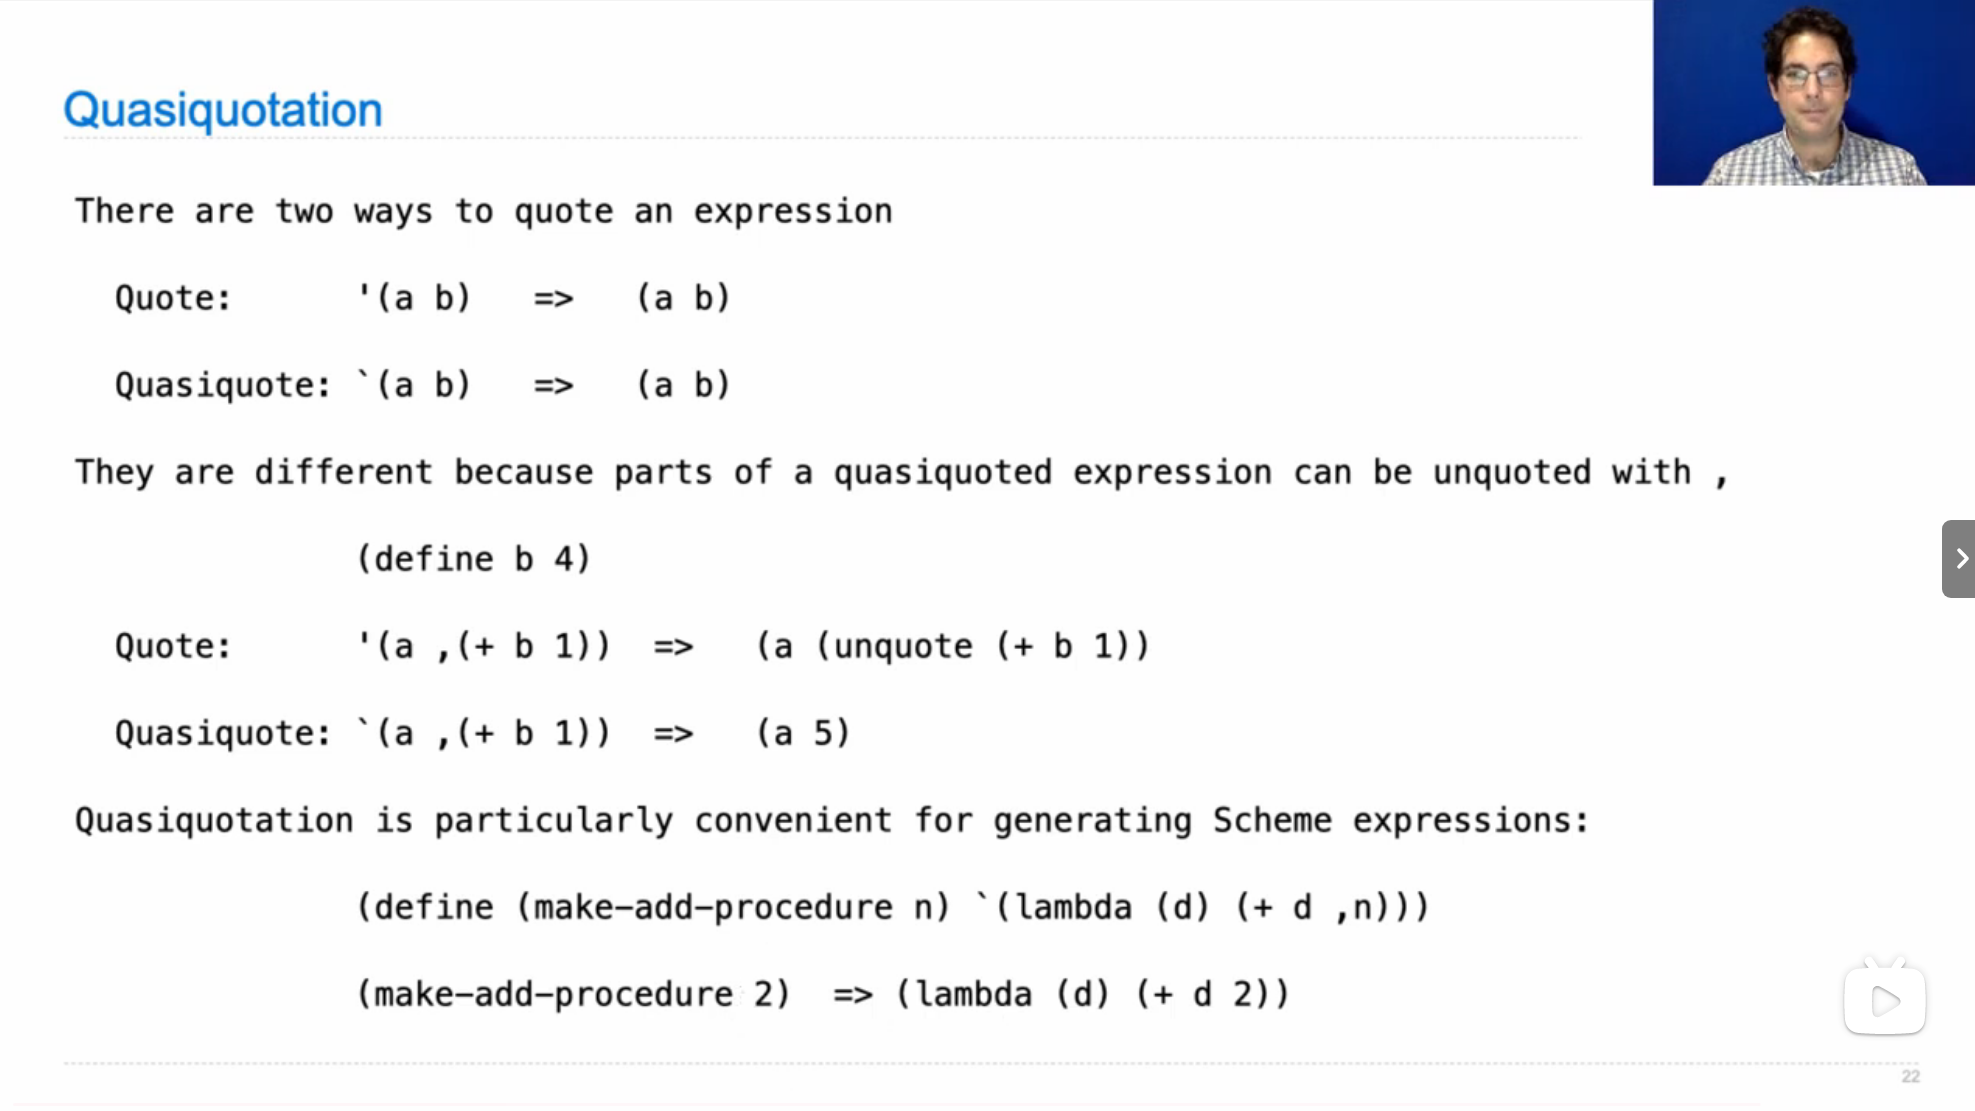 Quasiquotation
There are two ways to quote an expression
Quote: '(a b) => (a b)
Quasiquote: `(a b) => (a b)
They are different because parts of a quasiquoted expression can be unquoted with ,
(define b 4)
Quote: '(a ,(+ b 1)) => (a (unquote (+ b 1))
Quasiquote: `(a ,(+ b 1)) => (a 5)
Quasiquotation is particularly convenient for generating Scheme expressions:
(define (make-add-procedure n) `(lambda (d) (+ d ,n)))
(make-add-procedure 2) => (lambda (d) (+ d 2))
22